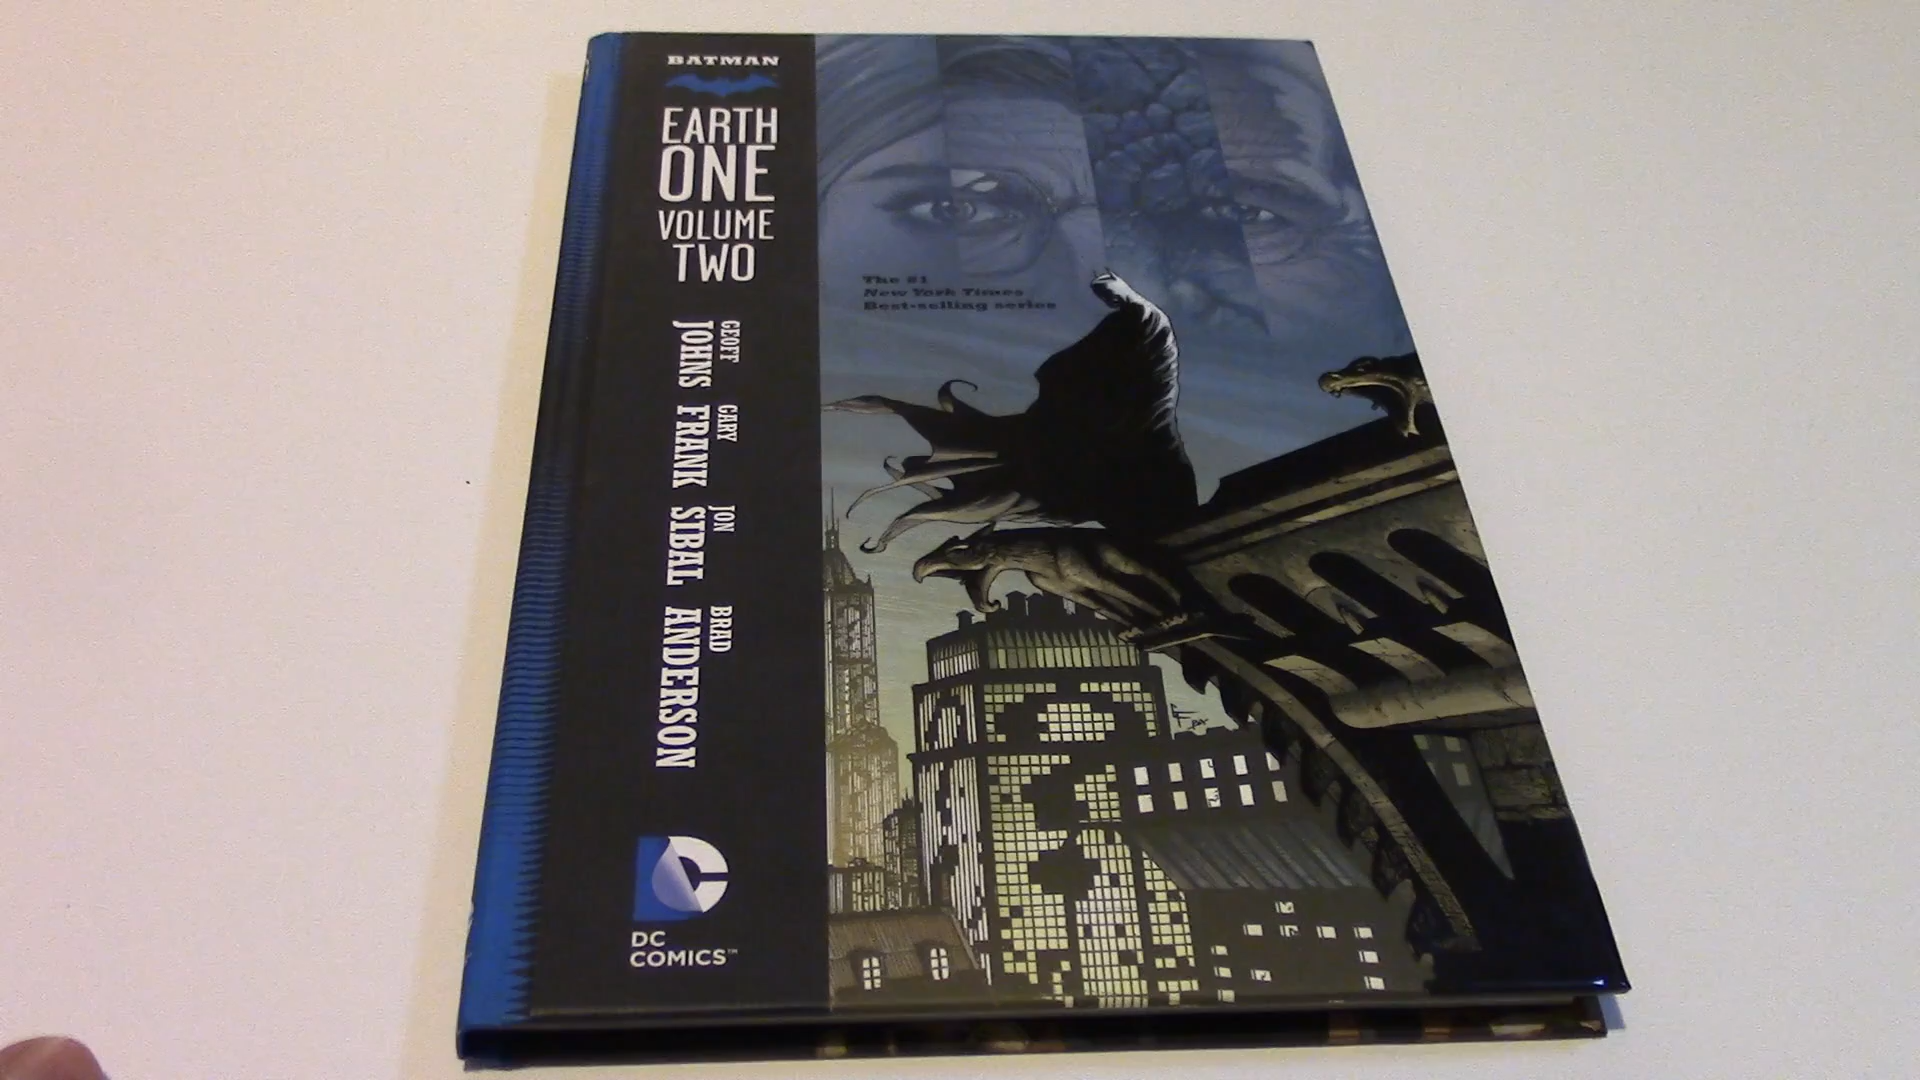 BATMAN
EARTH
ONE
VOLUME
TWO
GEOFF
JOHNS
GARY
FRANK
JON
SIBAL
BRAD
ANDERSON
DC
COMICS™
The #1
New York Times
Best-selling series